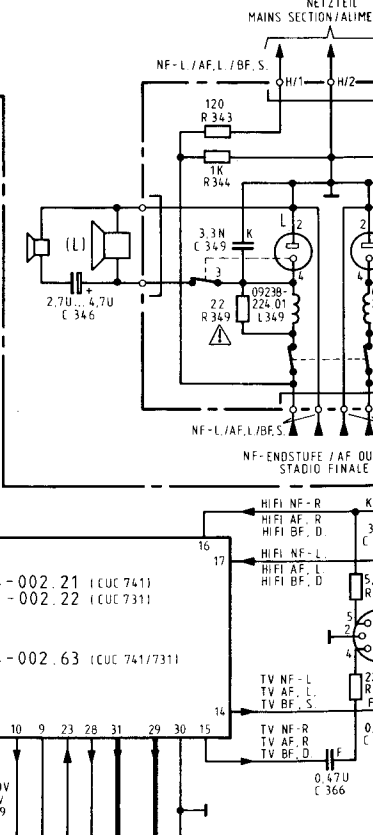 NETZTEIL
MAINS SECTION/ALIME
NF-L./AF,L./BF,S.
H/1
H/2
120
R 343
1K
R344
(L)
3,3N
C 349
K
L
2
2
3
4
4
+
2,7U...4,7U
C 346
22
R349
09238-
224.01
L349
NF-L./AF,L./BF,S.
NF-ENDSTUFE / AF OU
STADIO FINALE
16
HIFI NF-R
HIFI AF, R
HIFI BF, D.
K
3
C
17
HIFI NF-L.
HIFI AF, L.
HIFI BF, D.
-002.21 (CUC 741)
-002.22 (CUC 731)
5,
R
5
2
4
-002.63 (CUC 741/731)
TV NF-L
TV AF, L.
TV BF, S.
14
22
R
F
10 9 23 28 31 29 30 15
TV NF-R
TV AF, R
TV BF, D.
F
0,
C
0,47U
C 366
V
9